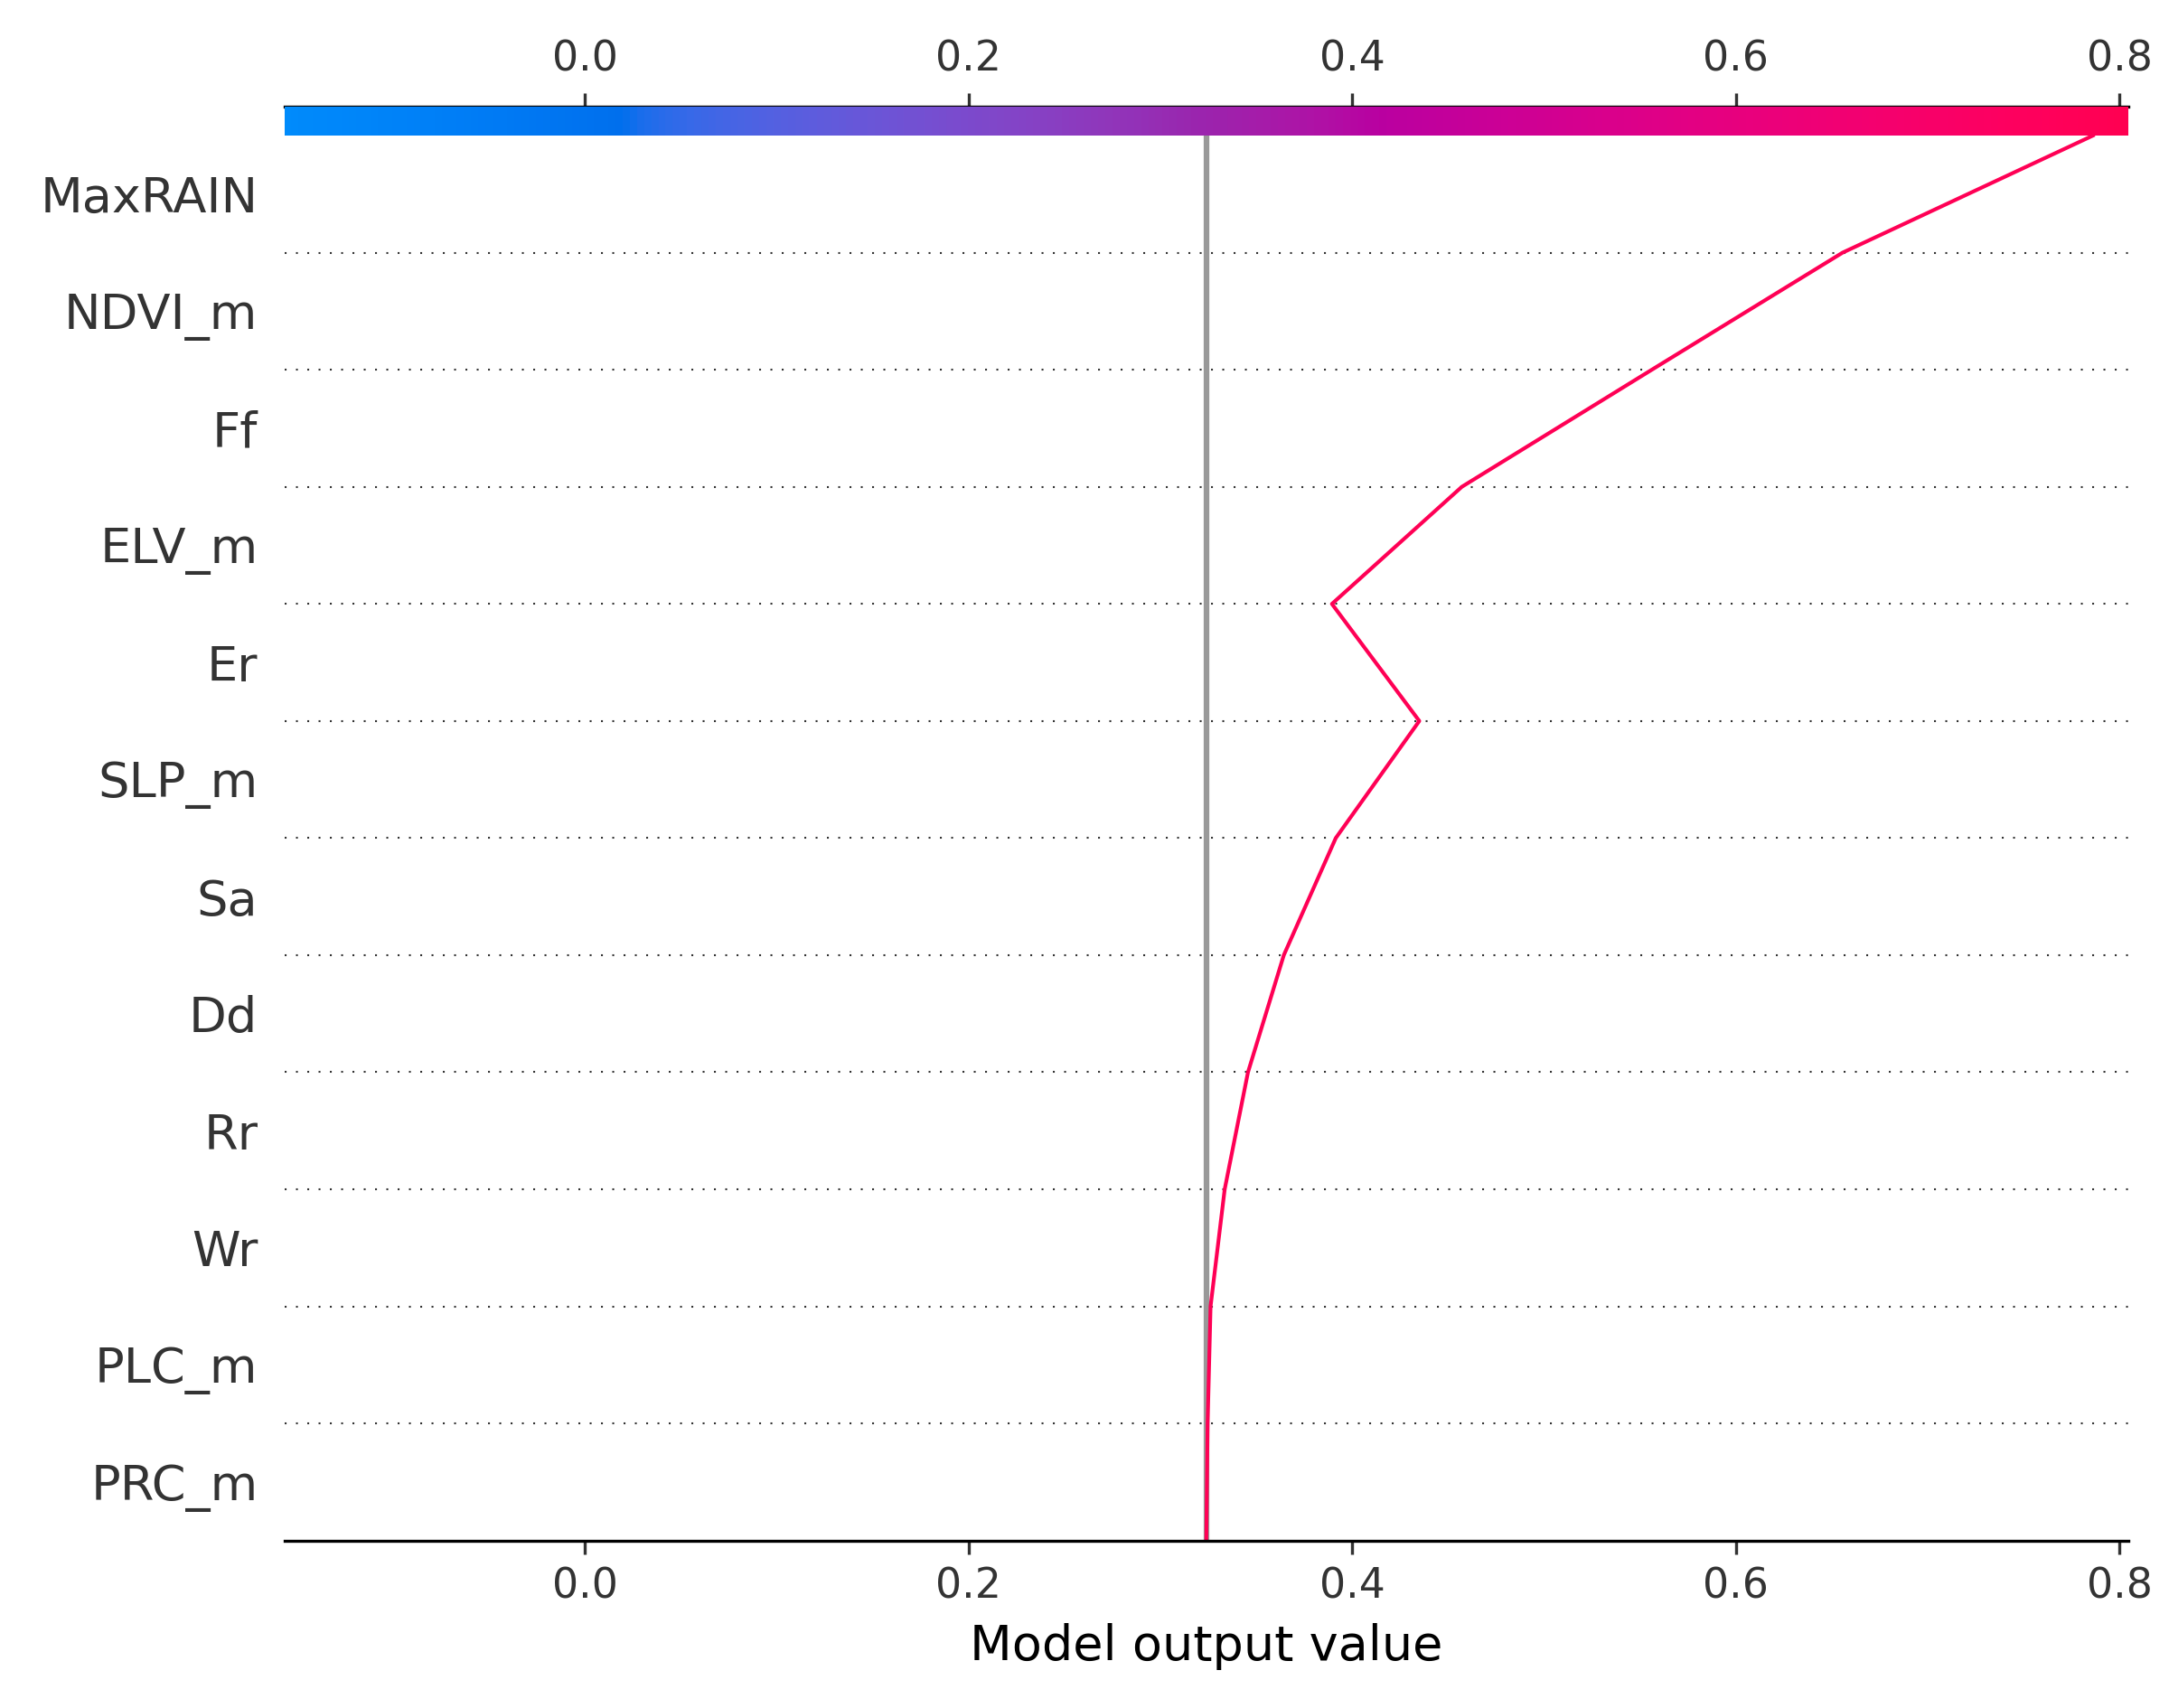 0.0 0.2 0.4 0.6 0.8
MaxRAIN
NDVI_m
Ff
ELV_m
Er
SLP_m
Sa
Dd
Rr
Wr
PLC_m
PRC_m
0.0 0.2 0.4 0.6 0.8
Model output value